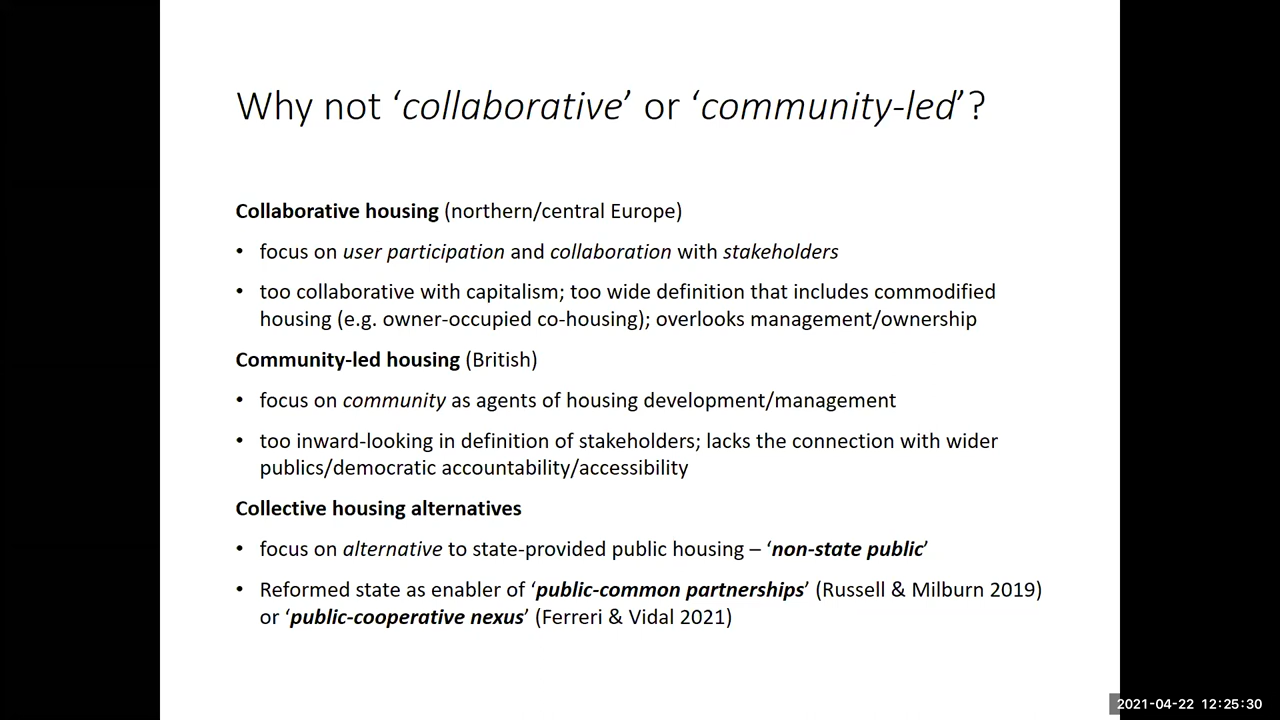 Why not ‘collaborative’ or ‘community-led’?
Collaborative housing (northern/central Europe)
• focus on user participation and collaboration with stakeholders
• too collaborative with capitalism; too wide definition that includes commodified
housing (e.g. owner-occupied co-housing); overlooks management/ownership
Community-led housing (British)
• focus on community as agents of housing development/management
• too inward-looking in definition of stakeholders; lacks the connection with wider
publics/democratic accountability/accessibility
Collective housing alternatives
• focus on alternative to state-provided public housing – ‘non-state public’
• Reformed state as enabler of ‘public-common partnerships’ (Russell & Milburn 2019)
or ‘public-cooperative nexus’ (Ferreri & Vidal 2021)
2021-04-22 12:25:30